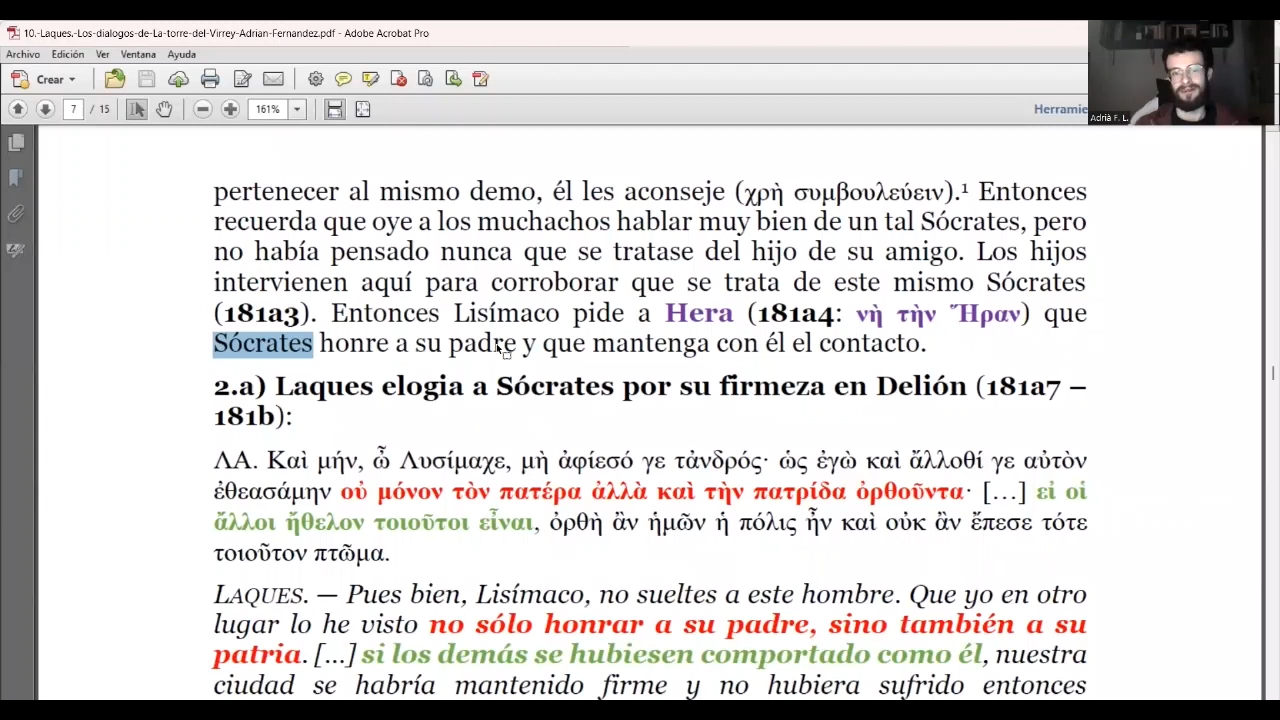 10.-Laques.-Los-dialogos-de-La-torre-del-Virrey-Adrian-Fernandez.pdf - Adobe Acrobat Pro
Archivo Edición Ver Ventana Ayuda
Crear
7 / 15 161% Herramie
Adrià F. L.
pertenecer al mismo demo, él les aconseje (χρὴ συμβουλεύειν).¹ Entonces
recuerda que oye a los muchachos hablar muy bien de un tal Sócrates, pero
no había pensado nunca que se tratase del hijo de su amigo. Los hijos
intervienen aquí para corroborar que se trata de este mismo Sócrates
(181a3). Entonces Lisímaco pide a Hera (181a4: νὴ τὴν Ἥραν) que
Sócrates honre a su padre y que mantenga con él el contacto.
2.a) Laques elogia a Sócrates por su firmeza en Delión (181a7 –
181b):
ΛΑ. Καὶ μήν, ὦ Λυσίμαχε, μὴ ἀφίεσό γε τἀνδρός· ὡς ἐγὼ καὶ ἄλλοθί γε αὐτὸν
ἐθεασάμην οὐ μόνον τὸν πατέρα ἀλλὰ καὶ τὴν πατρίδα ὀρθοῦντα· […] εἰ οἱ
ἄλλοι ἤθελον τοιοῦτοι εἶναι, ὀρθὴ ἂν ἡμῶν ἡ πόλις ἦν καὶ οὐκ ἂν ἔπεσε τότε
τοιοῦτον πτῶμα.
LAQUES. — Pues bien, Lisímaco, no sueltes a este hombre. Que yo en otro
lugar lo he visto no sólo honrar a su padre, sino también a su
patria. [...] si los demás se hubiesen comportado como él, nuestra
ciudad se habría mantenido firme y no hubiera sufrido entonces